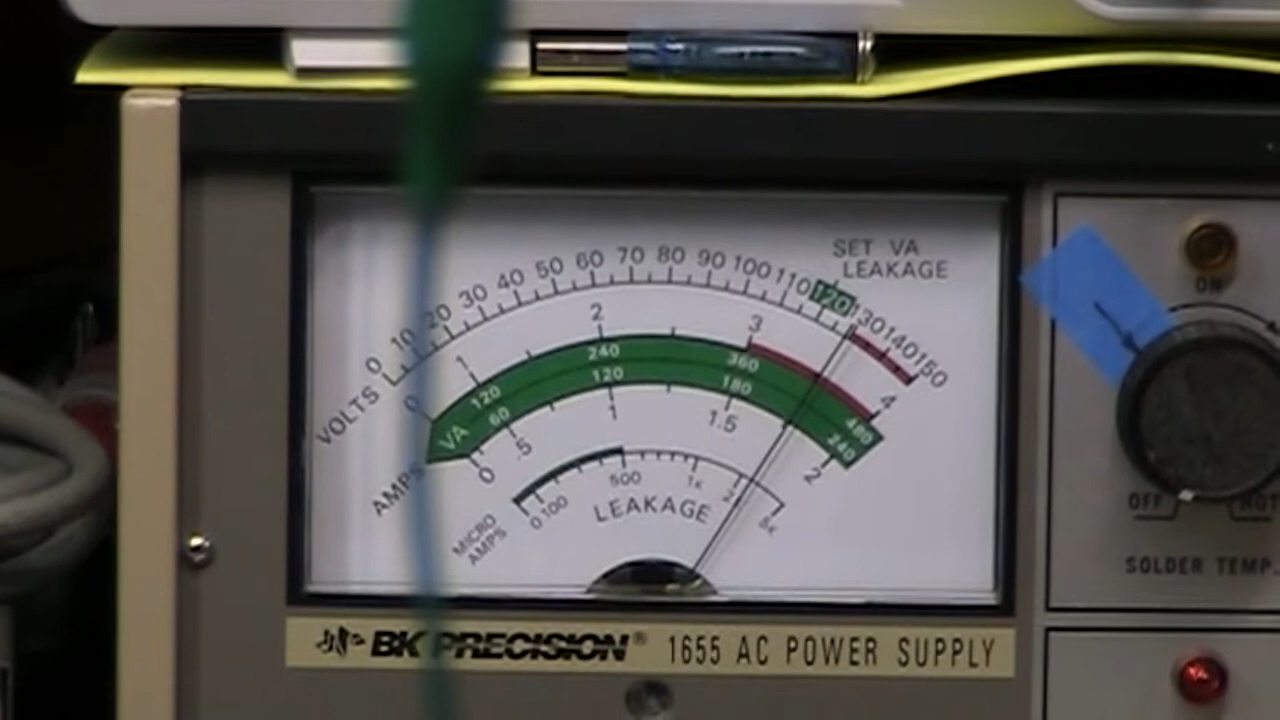 SET VA
LEAKAGE
0 10 20 30 40 50 60 70 80 90 100 110 120 130 140 150
VOLTS
0 1 2 3 4
120 240 360 480
VA 60 120 180 240
AMPS
0 .5 1 1.5 2
0 100 500 1K 2 5K
MICRO
AMPS
LEAKAGE
BK PRECISION® 1655 AC POWER SUPPLY
ON
OFF HOT
SOLDER TEMP.